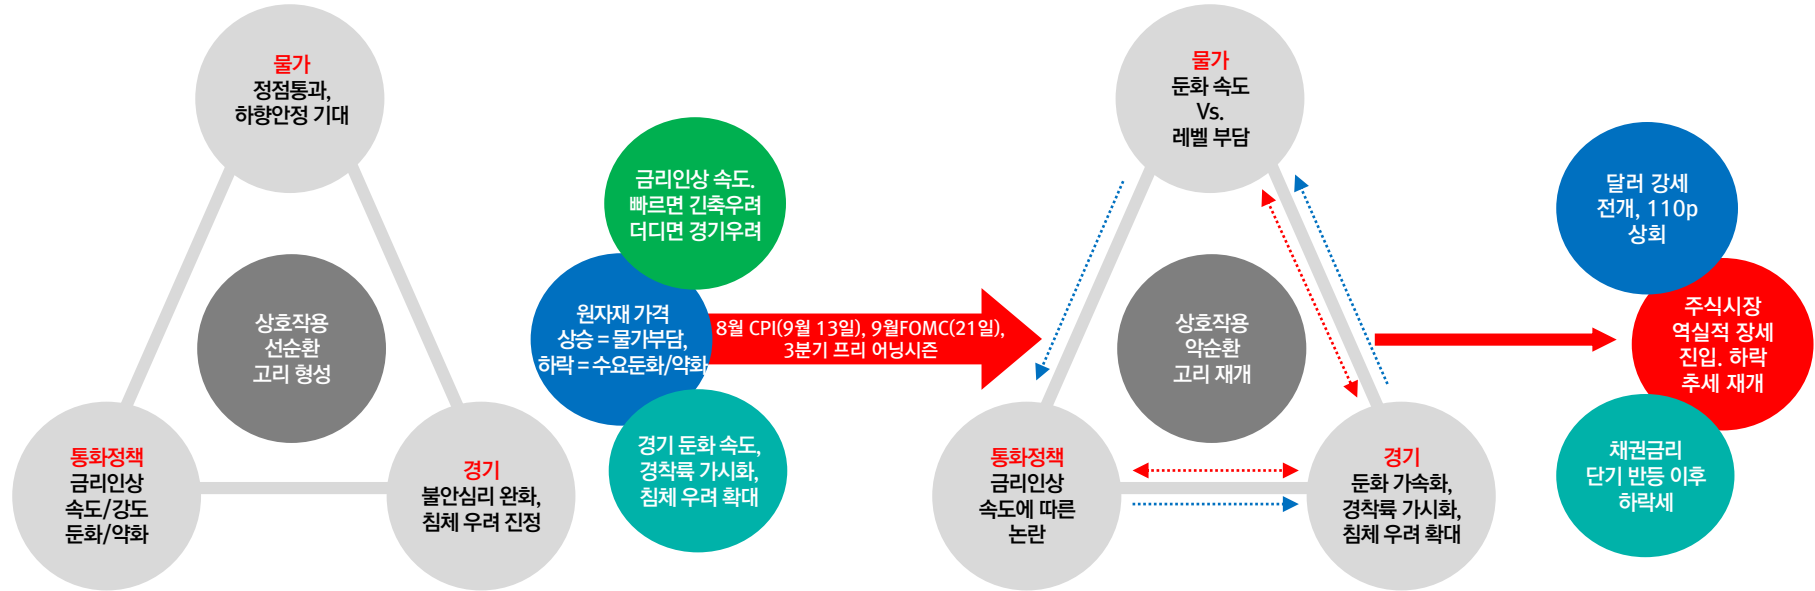 물가
정점통과,
하향안정 기대
상호작용
선순환
고리 형성
통화정책
금리인상
속도/강도
둔화/약화
경기
불안심리 완화,
침체 우려 진정
금리인상 속도.
빠르면 긴축우려
더디면 경기우려
원자재 가격
상승 = 물가부담,
하락 = 수요둔화/약화
경기 둔화 속도,
경착륙 가시화,
침체 우려 확대
8월 CPI(9월 13일), 9월FOMC(21일),
3분기 프리 어닝시즌
물가
둔화 속도
Vs.
레벨 부담
상호작용
악순환
고리 재개
통화정책
금리인상
속도에 따른
논란
경기
둔화 가속화,
경착륙 가시화,
침체 우려 확대
달러 강세
전개, 110p
상회
주식시장
역실적 장세
진입. 하락
추세 재개
채권금리
단기 반등 이후
하락세